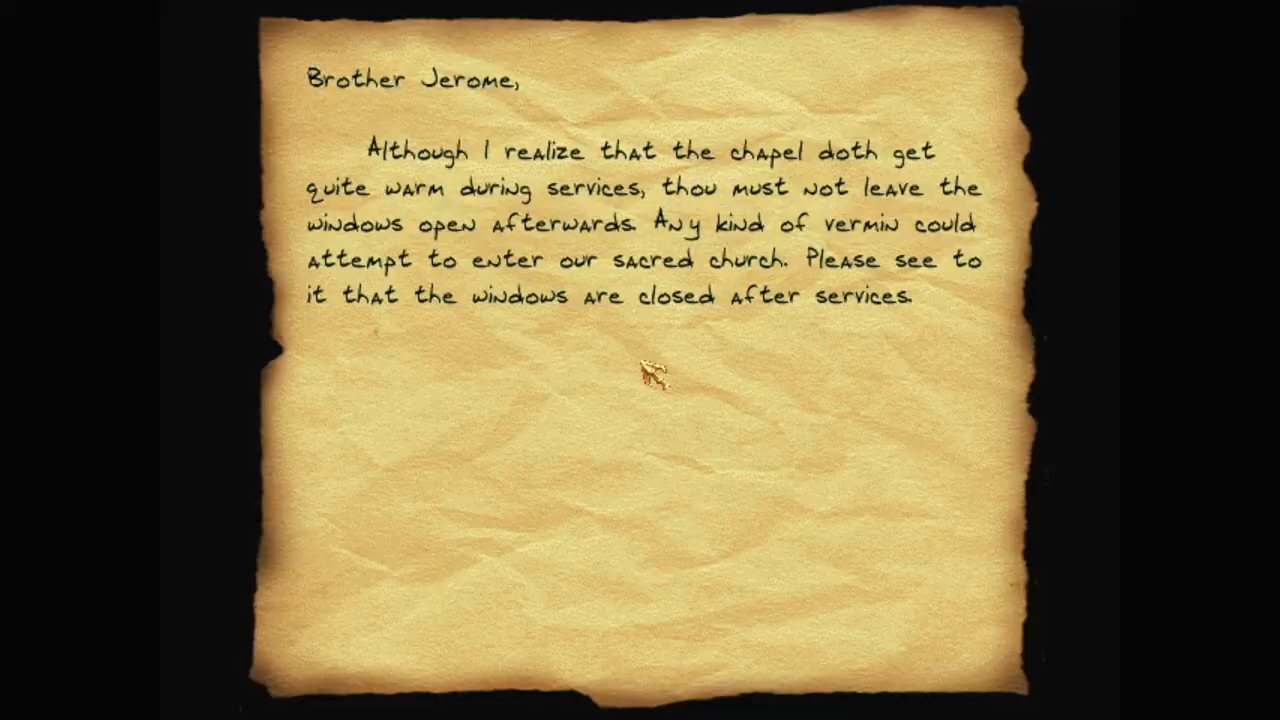 Brother Jerome,
Although I realize that the chapel doth get
quite warm during services, thou must not leave the
windows open afterwards. Any kind of vermin could
attempt to enter our sacred church. Please see to
it that the windows are closed after services.